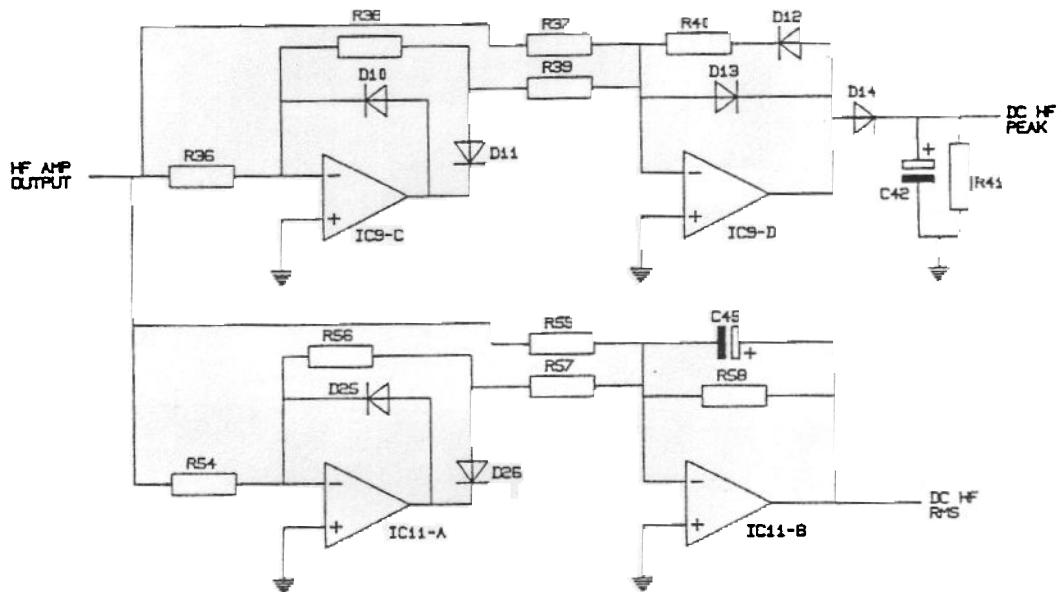 R38
R37
R40
D12
D10
R39
D13
D14
DC HF
PEAK
HF AMP
OUTPUT
R36
D11
+
C42
R41
−
+
IC9-C
−
+
IC9-D
R56
R55
C45
+
D25
R57
R58
R54
D26
−
+
IC11-A
−
+
IC11-B
DC HF
RMS